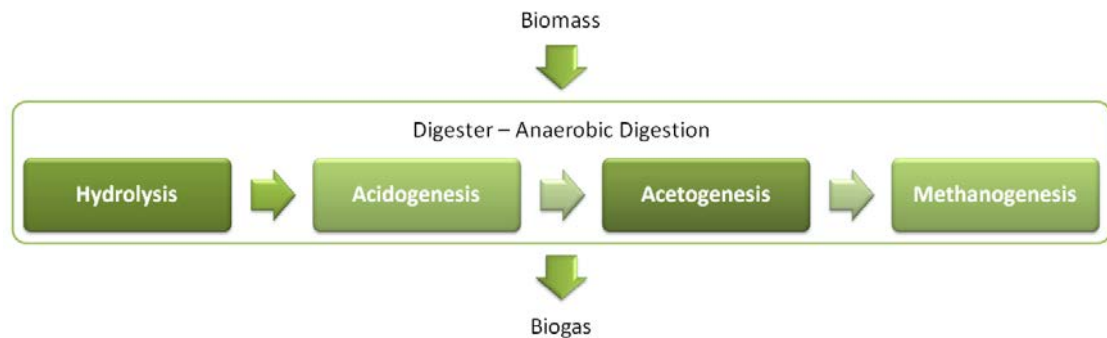 Biomass
Digester – Anaerobic Digestion
Hydrolysis
Acidogenesis
Acetogenesis
Methanogenesis
Biogas